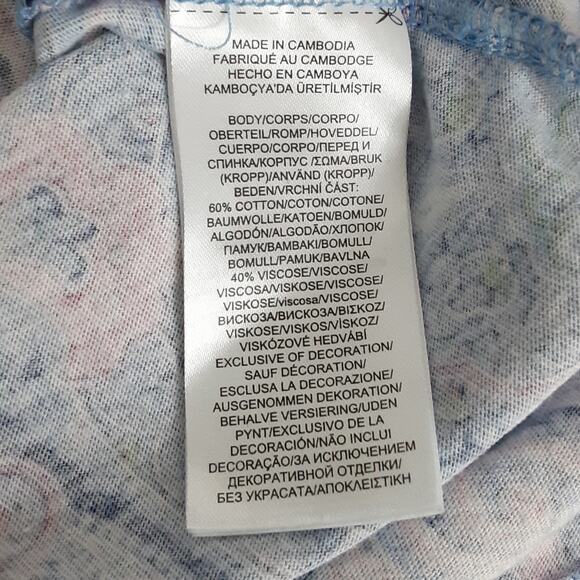 MADE IN CAMBODIA
FABRIQUÉ AU CAMBODGE
HECHO EN CAMBOYA
KAMBOÇYA'DA ÜRETİLMİŞTİR
BODY/CORPS/CORPO/
OBERTEIL/ROMP/HOVEDDEL/
CUERPO/CORPO/ПЕРЕД И
СПИНКА/КОРПУС /ΣΩΜΑ/BRUK
(KROPP)/ANVÄND (KROPP)/
BEDEN/VRCHNÍ ČÁST:
60% COTTON/COTON/COTONE/
BAUMWOLLE/KATOEN/BOMULD/
ALGODÓN/ALGODÃO/ХЛОПОК/
ПАМУК/ΒΑΜΒΑΚΙ/BOMULL/
BOMULL/PAMUK/BAVLNA
40% VISCOSE/VISCOSE/
VISCOSA/VISKOSE/VISCOSE/
VISKOSE/viscosa/VISCOSE/
ВИСКОЗА/ВИСКОЗА/ΒΙΣΚΟΖ/
VISKOSE/VISKOS/VİSKOZ/
VISKÓZOVÉ HEDVÁBÍ
EXCLUSIVE OF DECORATION/
SAUF DÉCORATION/
ESCLUSA LA DECORAZIONE/
AUSGENOMMEN DEKORATION/
BEHALVE VERSIERING/UDEN
PYNT/EXCLUSIVO DE LA
DECORACIÓN/NÃO INCLUI
DECORAÇÃO/ЗА ИСКЛЮЧЕНИЕМ
ДЕКОРАТИВНОЙ ОТДЕЛКИ/
БЕЗ УКРАСАТА/ΑΠΟΚΛΕΙΣΤΙΚΗ